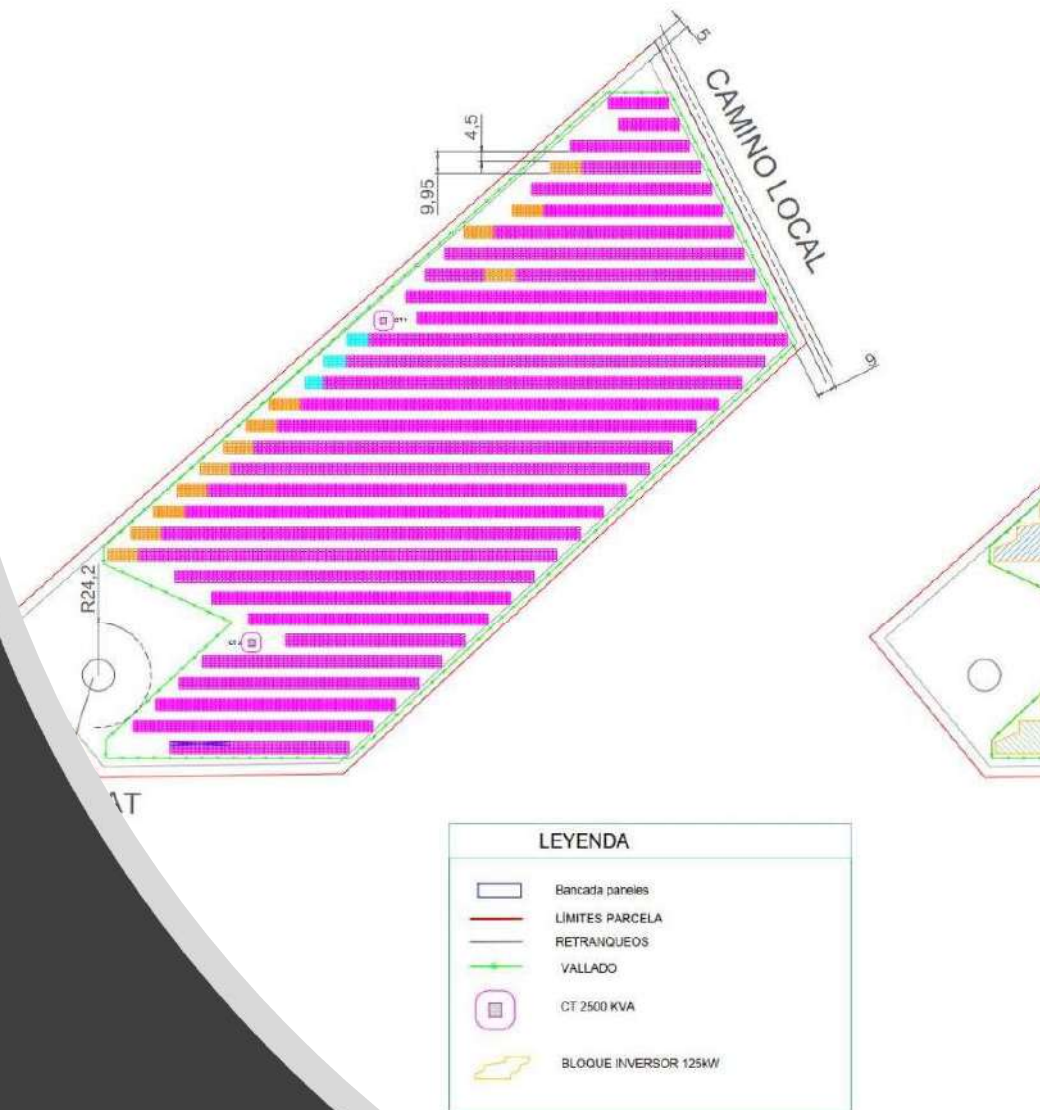 5
CAMINO LOCAL
4,5
9,95
9
R24,2
AT
LEYENDA
Bancada paneles
LÍMITES PARCELA
RETRANQUEOS
VALLADO
CT 2500 KVA
BLOQUE INVERSOR 125kW